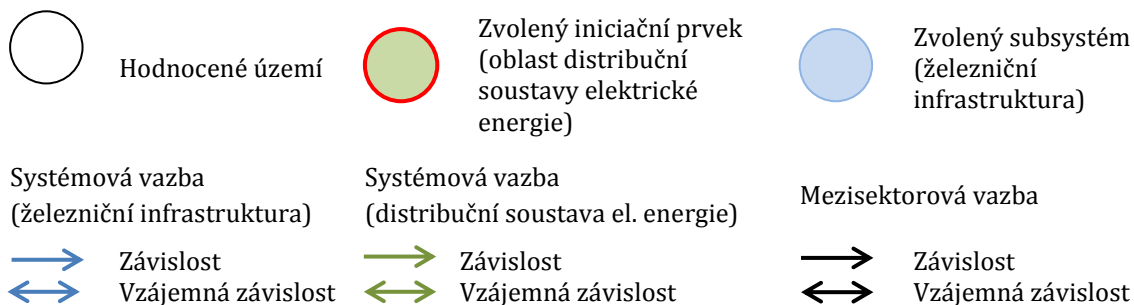 Hodnocené území
Zvolený iniciační prvek
(oblast distribuční
soustavy elektrické
energie)
Zvolený subsystém
(železniční
infrastruktura)
Systémová vazba
(železniční infrastruktura)
Závislost
Vzájemná závislost
Systémová vazba
(distribuční soustava el. energie)
Závislost
Vzájemná závislost
Mezisektorová vazba
Závislost
Vzájemná závislost